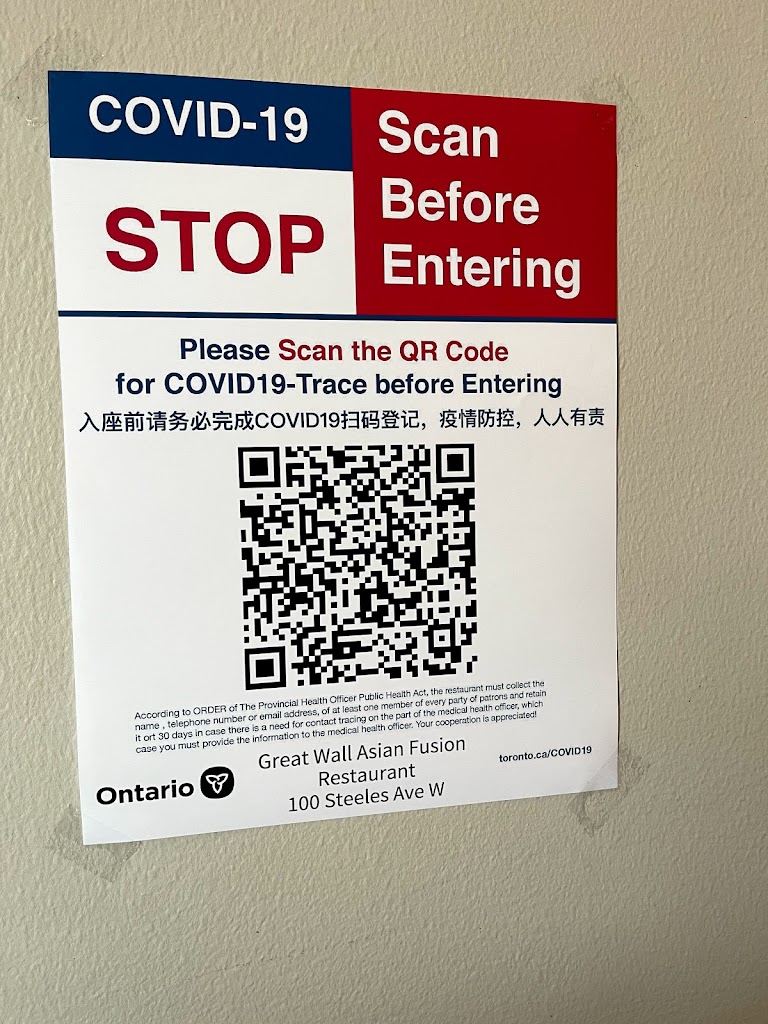 COVID-19
STOP
Scan
Before
Entering
Please Scan the QR Code
for COVID19-Trace before Entering
入座前请务必完成COVID19扫码登记，疫情防控，人人有责
According to ORDER of The Provincial Health Officer Public Health Act, the restaurant must collect the
name , telephone number or email address, of at least one member of every party of patrons and retain
it ort 30 days in case there is a need for contact tracing on the part of the medical health officer, which
case you must provide the information to the medical health officer. Your cooperation is appreciated!
Ontario
Great Wall Asian Fusion
Restaurant
100 Steeles Ave W
toronto.ca/COVID19